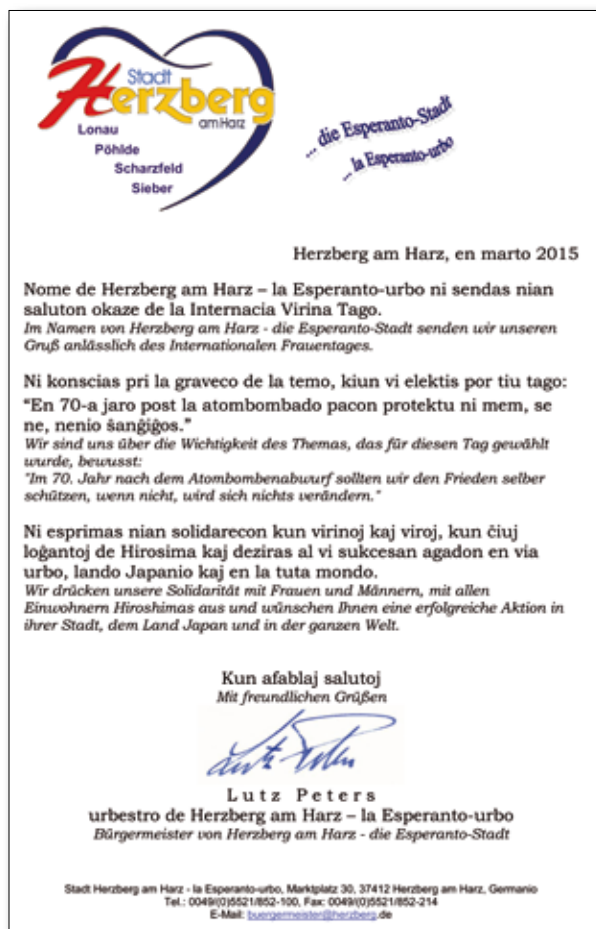 Stadt
Herzberg
am Harz
Lonau
Pöhlde
Scharzfeld
Sieber
... die Esperanto-Stadt
... la Esperanto-urbo
Herzberg am Harz, en marto 2015
Nome de Herzberg am Harz – la Esperanto-urbo ni sendas nian
saluton okaze de la Internacia Virina Tago.
Im Namen von Herzberg am Harz - die Esperanto-Stadt senden wir unseren
Gruß anlässlich des Internationalen Frauentages.
Ni konscias pri la graveco de la temo, kiun vi elektis por tiu tago:
“En 70-a jaro post la atombombado pacon protektu ni mem, se
ne, nenio ŝanĝiĝos.”
Wir sind uns über die Wichtigkeit des Themas, das für diesen Tag gewählt
wurde, bewusst:
"Im 70. Jahr nach dem Atombombenabwurf sollten wir den Frieden selber
schützen, wenn nicht, wird sich nichts verändern."
Ni esprimas nian solidarecon kun virinoj kaj viroj, kun ĉiuj
loĝantoj de Hirosima kaj deziras al vi sukcesan agadon en via
urbo, lando Japanio kaj en la tuta mondo.
Wir drücken unsere Solidarität mit Frauen und Männern, mit allen
Einwohnern Hiroshimas aus und wünschen Ihnen eine erfolgreiche Aktion in
ihrer Stadt, dem Land Japan und in der ganzen Welt.
Kun afablaj salutoj
Mit freundlichen Grüßen
Lutz Peters
urbestro de Herzberg am Harz – la Esperanto-urbo
Bürgermeister von Herzberg am Harz - die Esperanto-Stadt
Stadt Herzberg am Harz - la Esperanto-urbo, Marktplatz 30, 37412 Herzberg am Harz, Germanio
Tel.: 0049/(0)5521/852-100, Fax: 0049/(0)5521/852-214
E-Mail: buergermeister@herzberg.de